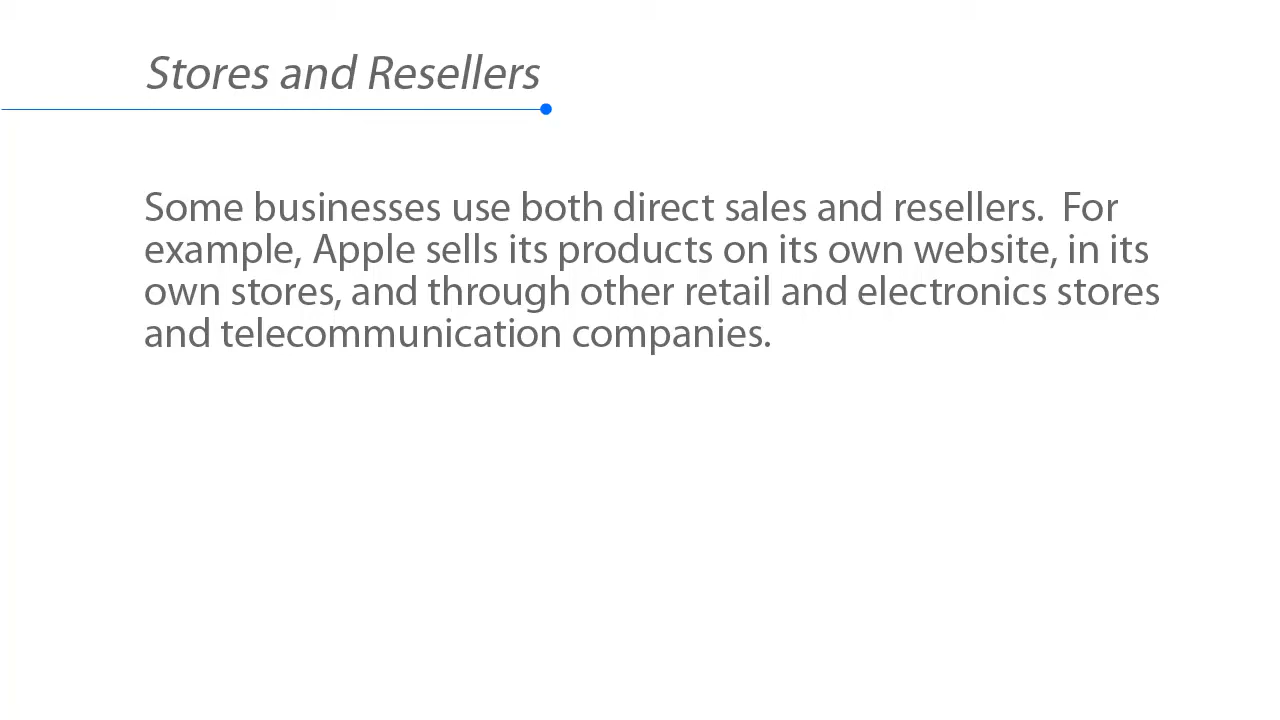 Stores and Resellers
Some businesses use both direct sales and resellers.  For
example, Apple sells its products on its own website, in its
own stores, and through other retail and electronics stores
and telecommunication companies.